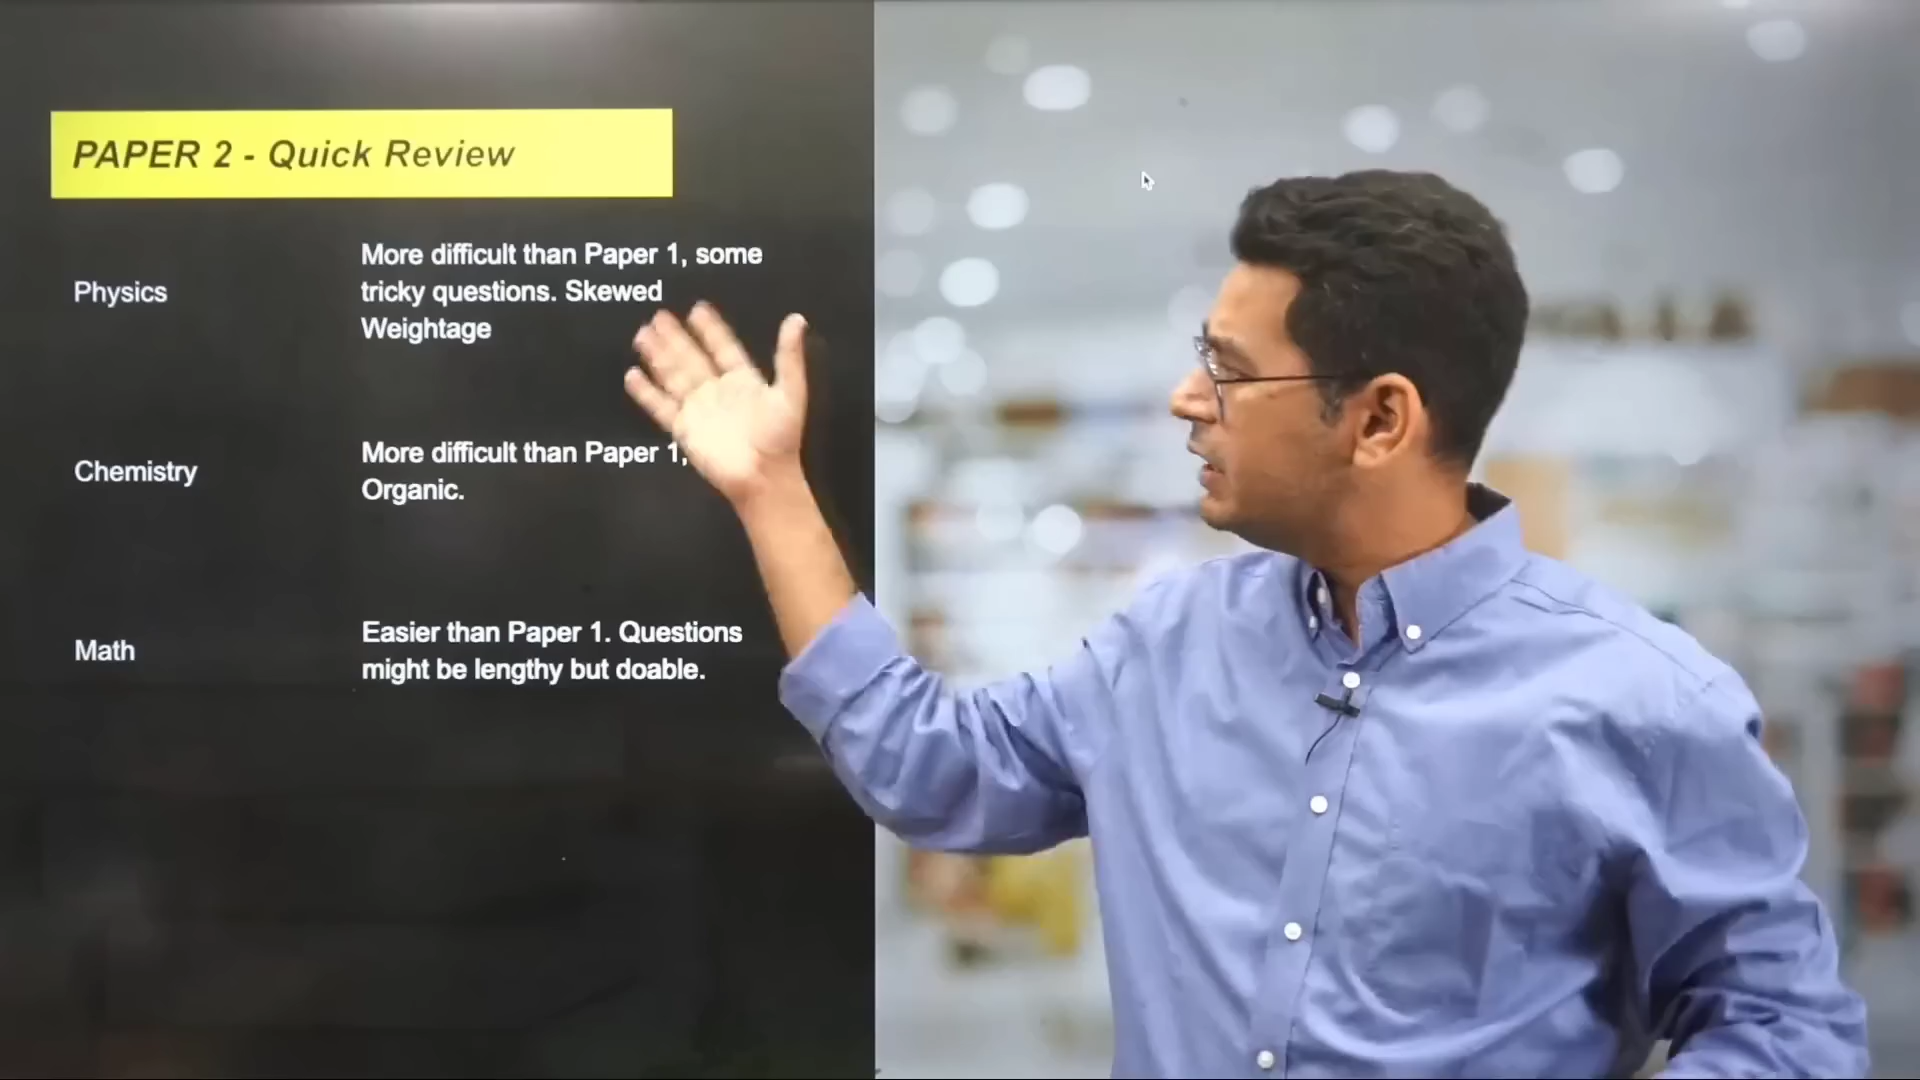 PAPER 2 - Quick Review
Physics
More difficult than Paper 1, some
tricky questions. Skewed
Weightage
Chemistry
More difficult than Paper 1,
Organic.
Math
Easier than Paper 1. Questions
might be lengthy but doable.